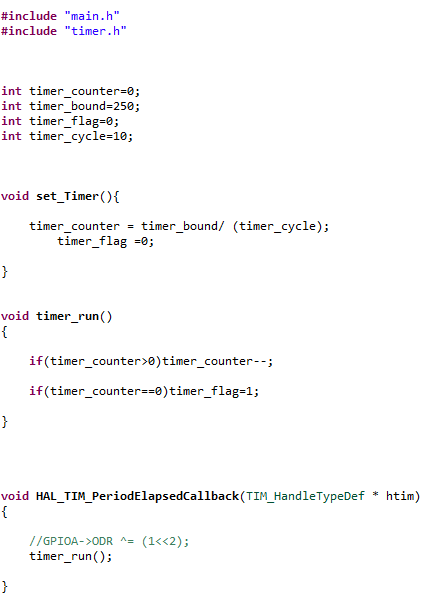 #include "main.h"
#include "timer.h"
int timer_counter=0;
int timer_bound=250;
int timer_flag=0;
int timer_cycle=10;
void set_Timer(){
timer_counter = timer_bound/ (timer_cycle);
timer_flag =0;
}
void timer_run()
{
if(timer_counter>0)timer_counter--;
if(timer_counter==0)timer_flag=1;
}
void HAL_TIM_PeriodElapsedCallback(TIM_HandleTypeDef * htim)
{
//GPIOA->ODR ^= (1<<2);
timer_run();
}